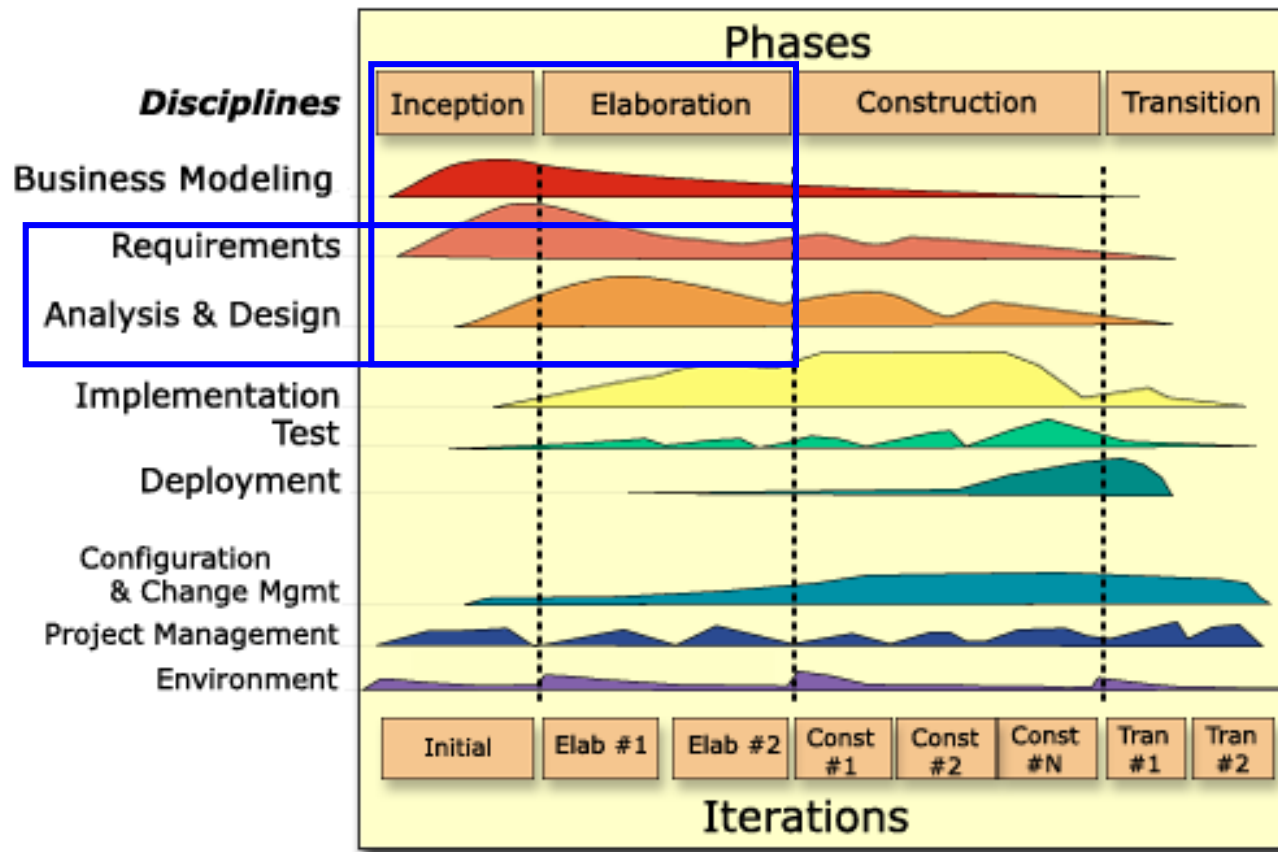 Phases
Disciplines
Inception
Elaboration
Construction
Transition
Business Modeling
Requirements
Analysis & Design
Implementation
Test
Deployment
Configuration
& Change Mgmt
Project Management
Environment
Initial
Elab #1
Elab #2
Const
#1
Const
#2
Const
#N
Tran
#1
Tran
#2
Iterations